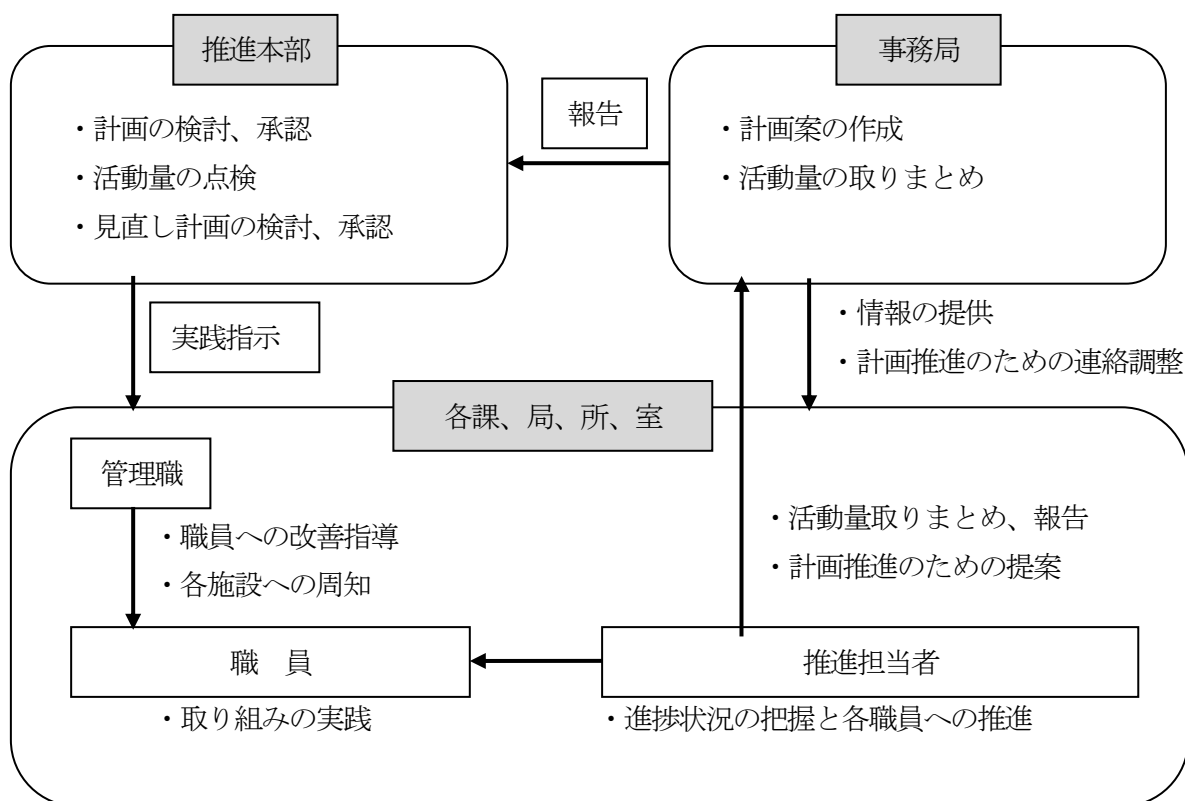 推進本部
・計画の検討、承認
・活動量の点検
・見直し計画の検討、承認
報告
事務局
・計画案の作成
・活動量の取りまとめ
実践指示
・情報の提供
・計画推進のための連絡調整
各課、局、所、室
管理職
・職員への改善指導
・各施設への周知
・活動量取りまとめ、報告
・計画推進のための提案
職　員
・取り組みの実践
推進担当者
・進捗状況の把握と各職員への推進